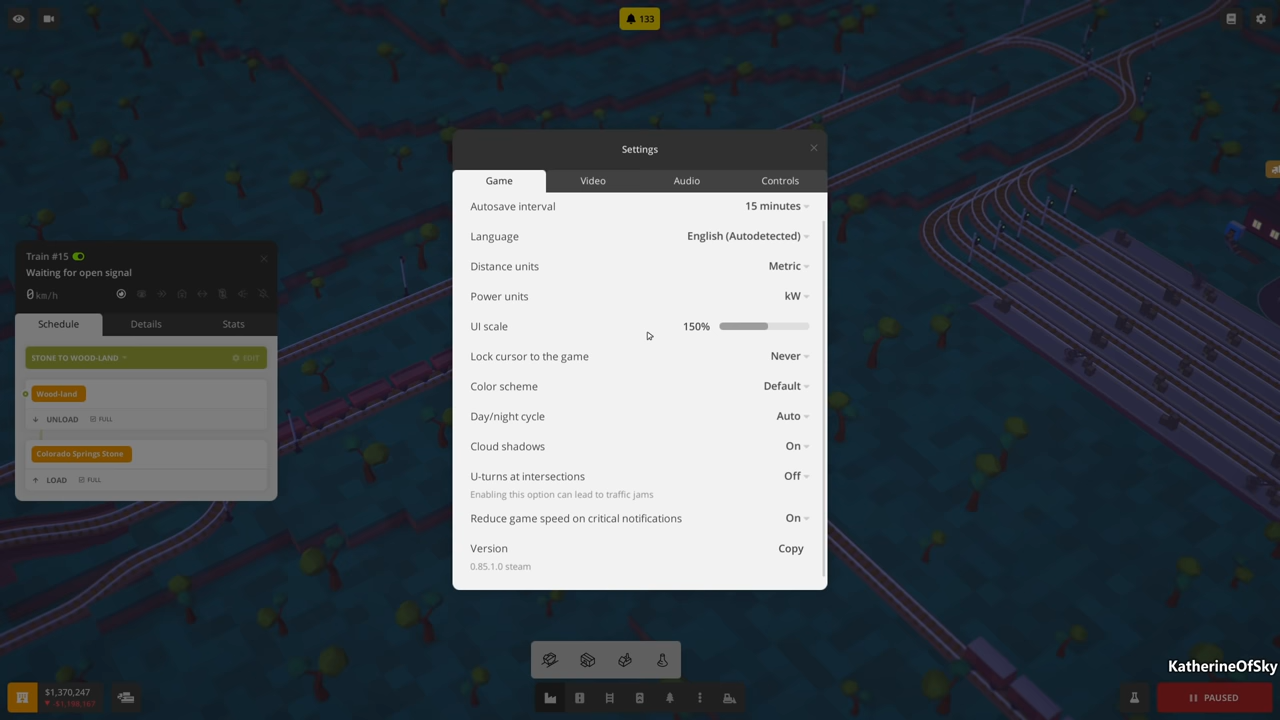 133
Settings
Game
Video
Audio
Controls
Autosave interval
15 minutes
Language
English (Autodetected)
Distance units
Metric
Power units
kW
UI scale
150%
Lock cursor to the game
Never
Color scheme
Default
Day/night cycle
Auto
Cloud shadows
On
U-turns at intersections
Off
Enabling this option can lead to traffic jams
Reduce game speed on critical notifications
On
Version
Copy
0.85.1.0 steam
Train #15
Waiting for open signal
0 km/h
Schedule
Details
Stats
STONE TO WOOD-LAND
EDIT
Wood-land
UNLOAD
FULL
Colorado Springs Stone
LOAD
FULL
KatherineOfSky
$1,370,247
PAUSED